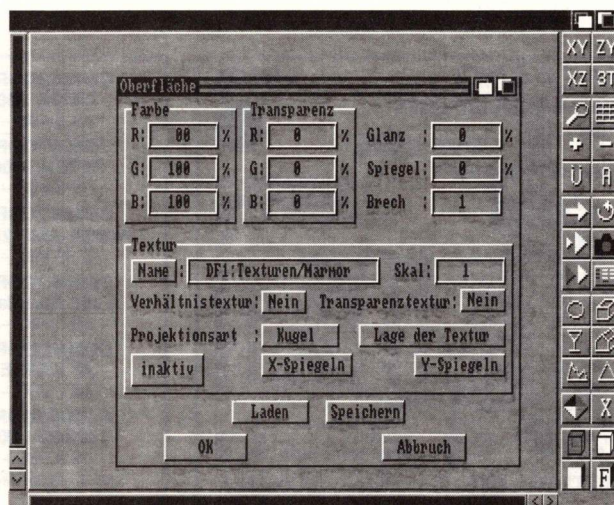 XY ZY
XZ 3T
Oberfläche
Farbe Transparenz
R: 00 % R: 0 % Glanz : 0 %
G: 100 % G: 0 % Spiegel: 0 %
B: 100 % B: 0 % Brech : 1
Textur
Name : DF1:Texturen/Marmor Skal: 1
Verhältnistextur: Nein Transparenztextur: Nein
Projektionsart : Kugel Lage der Textur
inaktiv X-Spiegeln Y-Spiegeln
Laden Speichern
OK Abbruch
+ -
Ü A
X
F